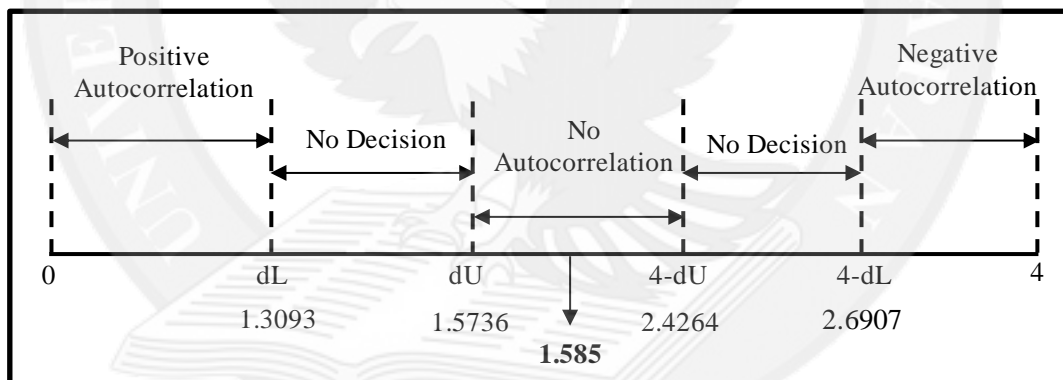 Positive
Autocorrelation
No Decision
No
Autocorrelation
No Decision
Negative
Autocorrelation
0
dL
dU
4-dU
4-dL
4
1.3093
1.5736
1.585
2.4264
2.6907